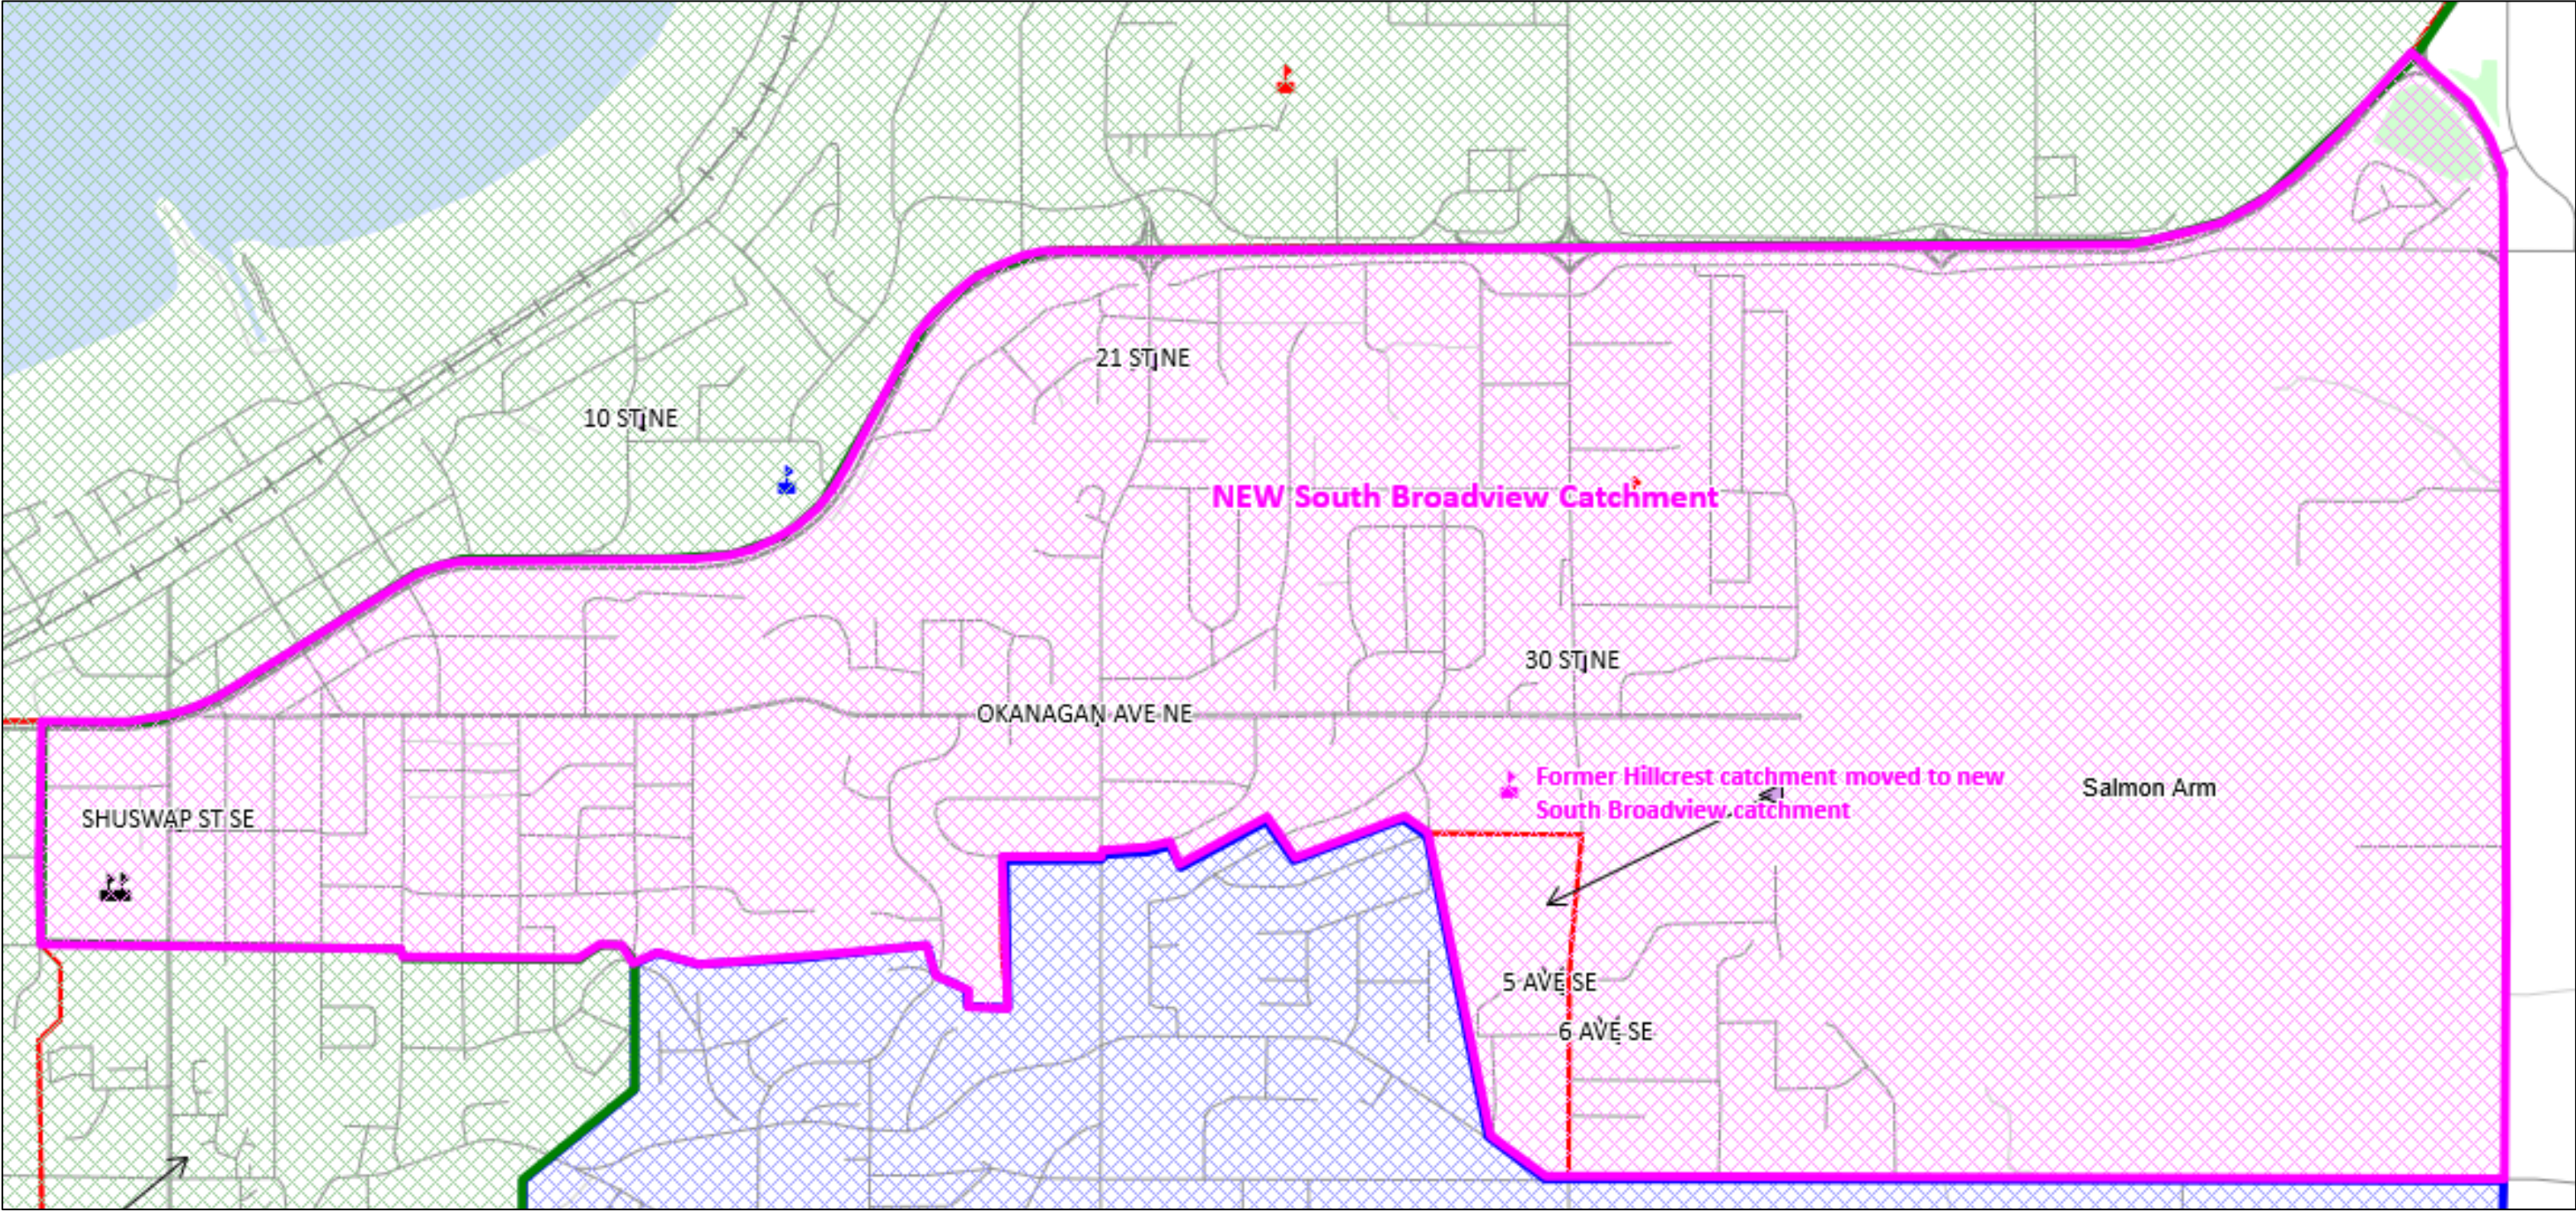 21 ST NE
10 ST NE
NEW South Broadview Catchment
30 ST NE
OKANAGAN AVE NE
Former Hillcrest catchment moved to new
South Broadview catchment
Salmon Arm
SHUSWAP ST SE
5 AVE SE
6 AVE SE